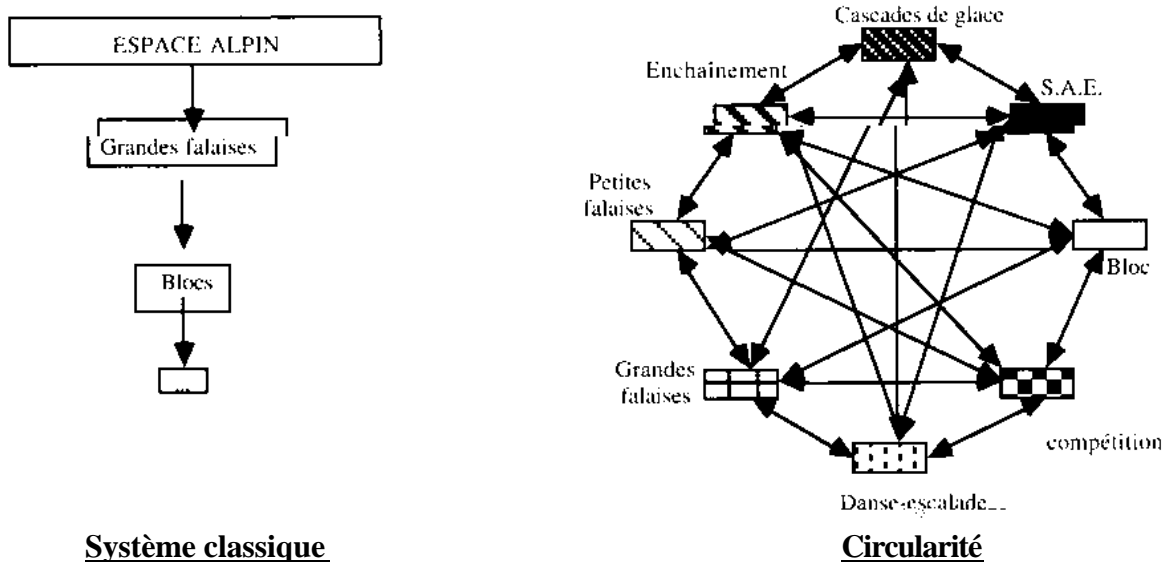 ESPACE ALPIN
Grandes falaises
Blocs
...
Système classique
Cascades de glace
Enchaînement
S.A.E.
Petites
falaises
Bloc
Grandes
falaises
compétition
Danse-escalade
Circularité